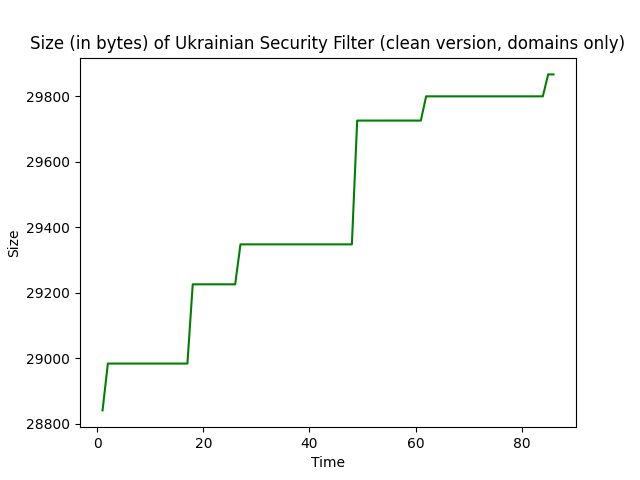 Size (in bytes) of Ukrainian Security Filter (clean version, domains only)
29800
29600
29400
29200
29000
28800
Size
0 20 40 60 80
Time